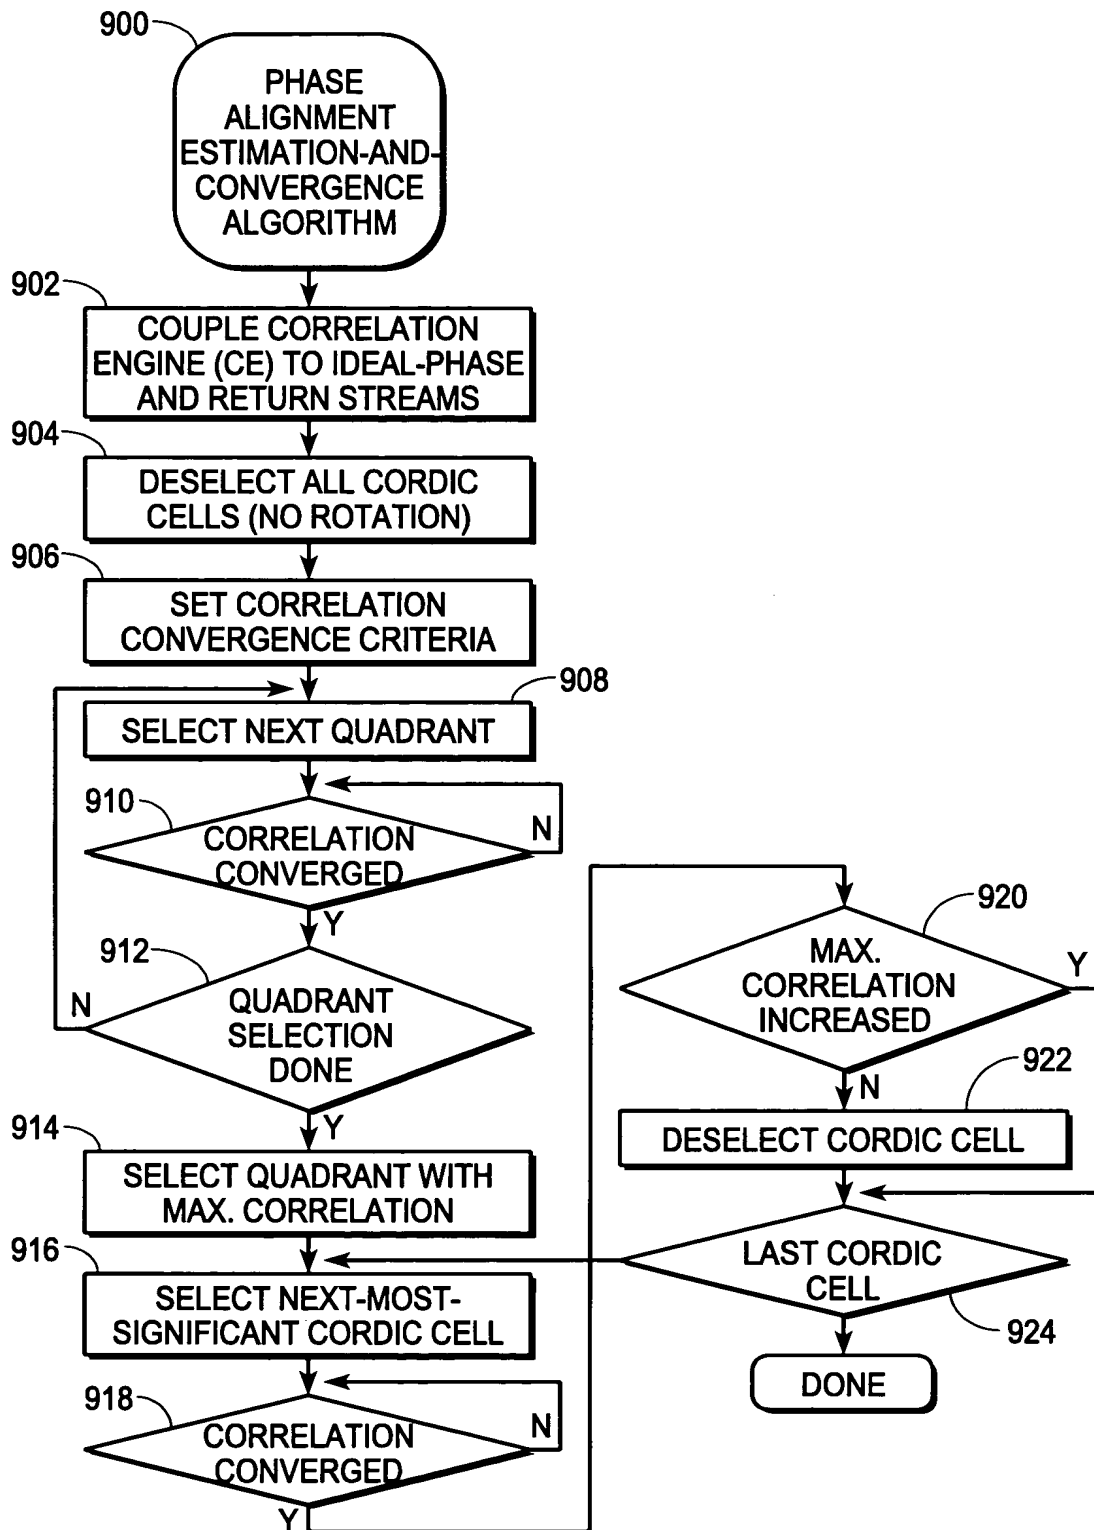 900
PHASE
ALIGNMENT
ESTIMATION-AND-
CONVERGENCE
ALGORITHM
902
COUPLE CORRELATION
ENGINE (CE) TO IDEAL-PHASE
AND RETURN STREAMS
904
DESELECT ALL CORDIC
CELLS (NO ROTATION)
906
SET CORRELATION
CONVERGENCE CRITERIA
908
SELECT NEXT QUADRANT
910
CORRELATION
CONVERGED
N
Y
912
QUADRANT
SELECTION
DONE
N
Y
914
SELECT QUADRANT WITH
MAX. CORRELATION
916
SELECT NEXT-MOST-
SIGNIFICANT CORDIC CELL
918
CORRELATION
CONVERGED
N
Y
920
MAX.
CORRELATION
INCREASED
Y
N
922
DESELECT CORDIC CELL
LAST CORDIC
CELL
924
DONE